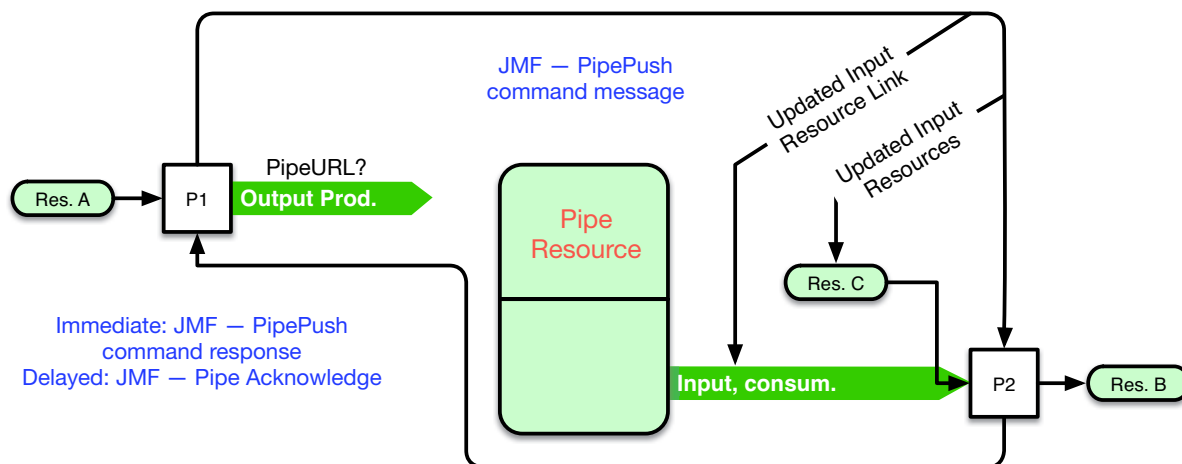 JMF — PipePush
command message
Updated Input
Resource Link
Updated Input
Resources
PipeURL?
Res. A
P1
Output Prod.
Pipe
Resource
Res. C
Immediate: JMF — PipePush
command response
Delayed: JMF — Pipe Acknowledge
Input, consum.
P2
Res. B